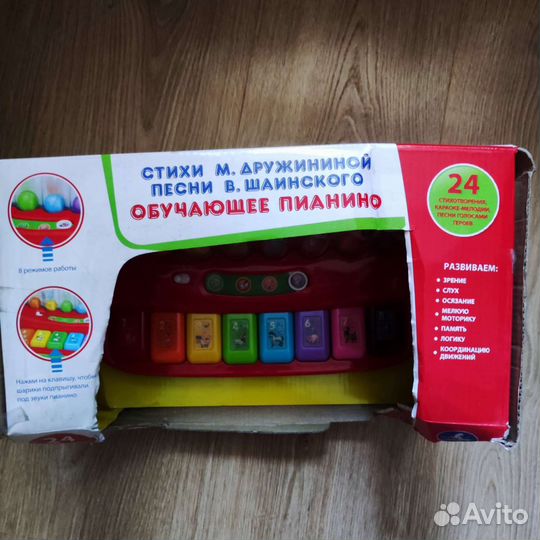 СТИХИ М. ДРУЖИНИНОЙ
ПЕСНИ В. ШАИНСКОГО
ОБУЧАЮЩЕЕ ПИАНИНО
24
СТИХОТВОРЕНИЯ,
КАРАОКЕ-МЕЛОДИИ,
ПЕСНИ ГОЛОСАМИ
ГЕРОЕВ
8 режимов работы
Нажми на клавишу, чтобы
шарики подпрыгивали
под звуки пианино
РАЗВИВАЕМ:
• ЗРЕНИЕ
• СЛУХ
• ОСЯЗАНИЕ
• МЕЛКУЮ
МОТОРИКУ
• ПАМЯТЬ
• ЛОГИКУ
• КООРДИНАЦИЮ
ДВИЖЕНИЙ
24
Avito